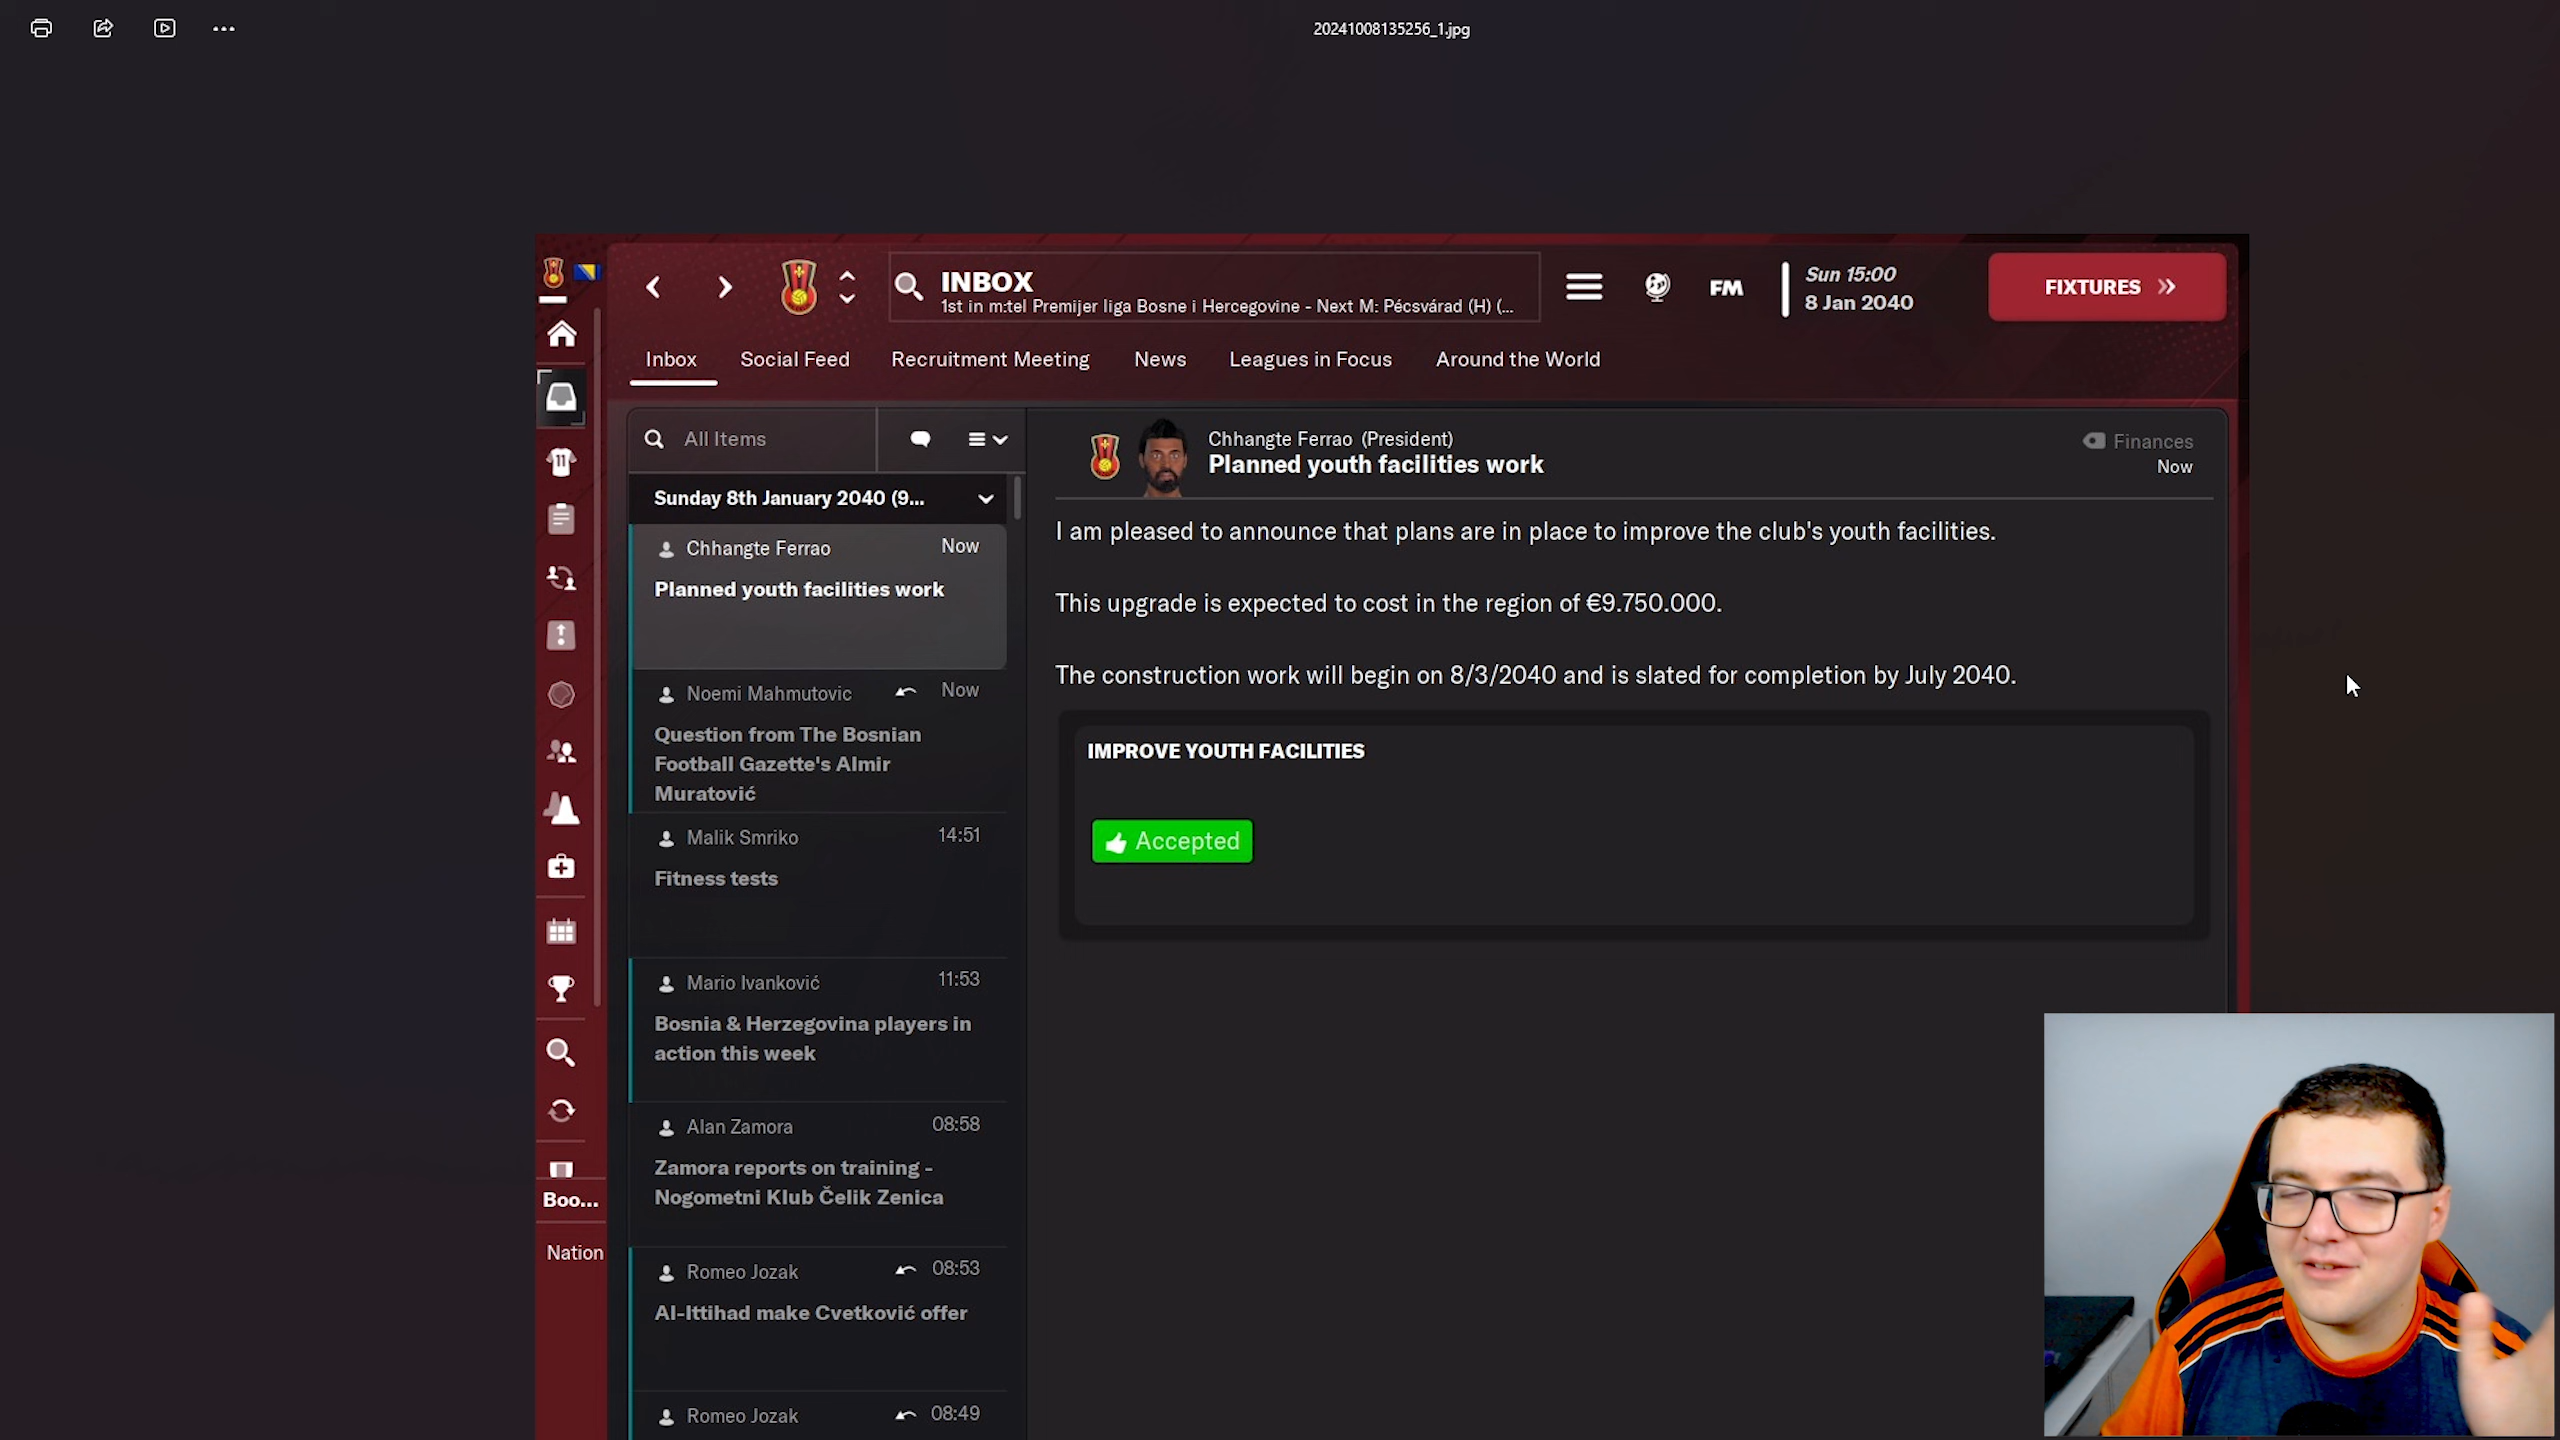 20241008135256_1.jpg
INBOX
1st in m:tel Premijer liga Bosne i Hercegovine - Next M: Pécsvárad (H) (...
FM
Sun 15:00
8 Jan 2040
FIXTURES
Inbox
Social Feed
Recruitment Meeting
News
Leagues in Focus
Around the World
All Items
Sunday 8th January 2040 (9...
Chhangte Ferrao
Now
Planned youth facilities work
Noemi Mahmutovic
Now
Question from The Bosnian
Football Gazette's Almir
Muratović
Malik Smriko
14:51
Fitness tests
Mario Ivanković
11:53
Bosnia & Herzegovina players in
action this week
Alan Zamora
08:58
Zamora reports on training -
Nogometni Klub Čelik Zenica
Romeo Jozak
08:53
Al-Ittihad make Cvetković offer
Romeo Jozak
08:49
Chhangte Ferrao (President)
Planned youth facilities work
Finances
Now
I am pleased to announce that plans are in place to improve the club's youth facilities.
This upgrade is expected to cost in the region of €9.750.000.
The construction work will begin on 8/3/2040 and is slated for completion by July 2040.
IMPROVE YOUTH FACILITIES
Accepted
11
Boo...
Nation